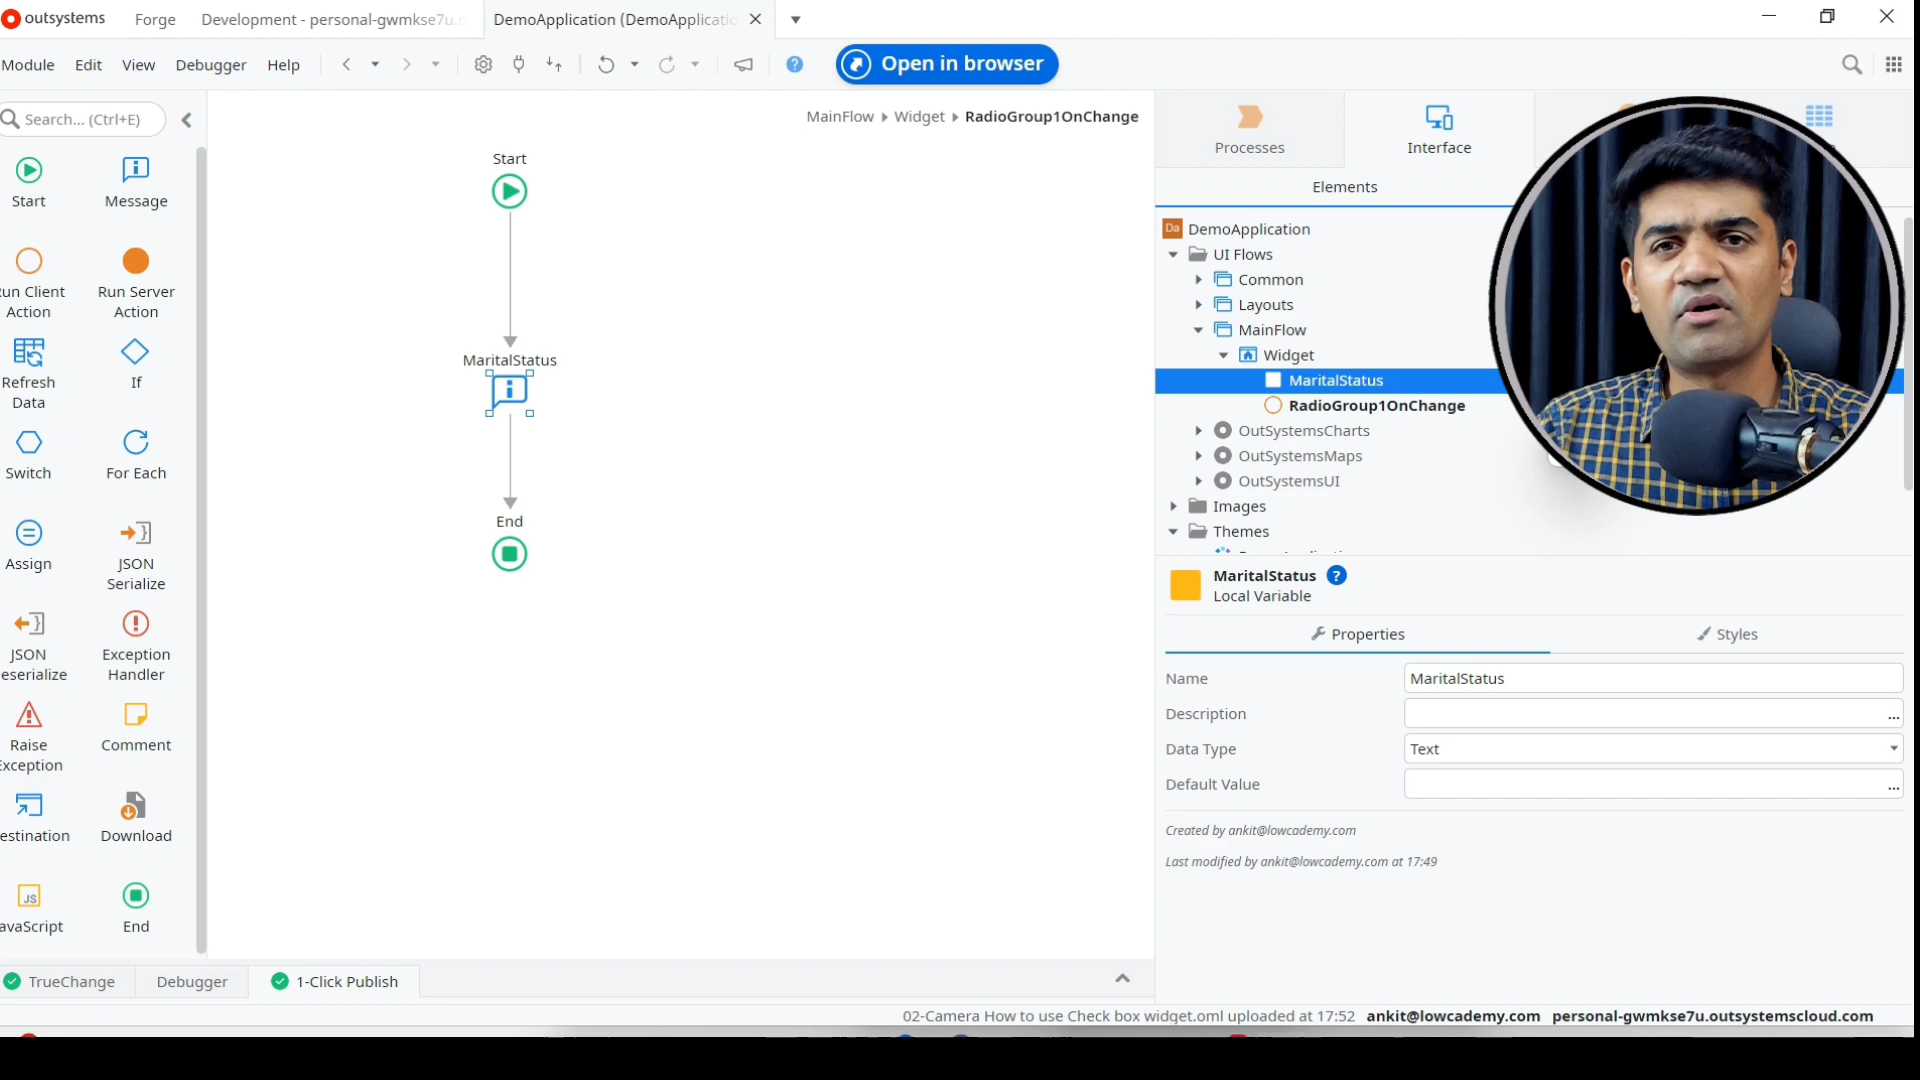 outsystems
Forge
Development - personal-gwmkse7u.o
DemoApplication (DemoApplicatio
Module
Edit
View
Debugger
Help
Open in browser
Search... (Ctrl+E)
Start
Message
un Client
Action
Run Server
Action
Refresh
Data
If
Switch
For Each
Assign
JSON
Serialize
JSON
eserialize
Exception
Handler
Raise
Exception
Comment
estination
Download
JS
avaScript
End
MainFlow
Widget
RadioGroup1OnChange
Start
MaritalStatus
End
Processes
Interface
Elements
Da
DemoApplication
UI Flows
Common
Layouts
MainFlow
Widget
MaritalStatus
RadioGroup1OnChange
OutSystemsCharts
OutSystemsMaps
OutSystemsUI
Images
Themes
MaritalStatus
Local Variable
Properties
Styles
Name
MaritalStatus
Description
...
Data Type
Text
Default Value
...
Created by ankit@lowcademy.com
Last modified by ankit@lowcademy.com at 17:49
TrueChange
Debugger
1-Click Publish
02-Camera How to use Check box widget.oml uploaded at 17:52 ankit@lowcademy.com personal-gwmkse7u.outsystemscloud.com